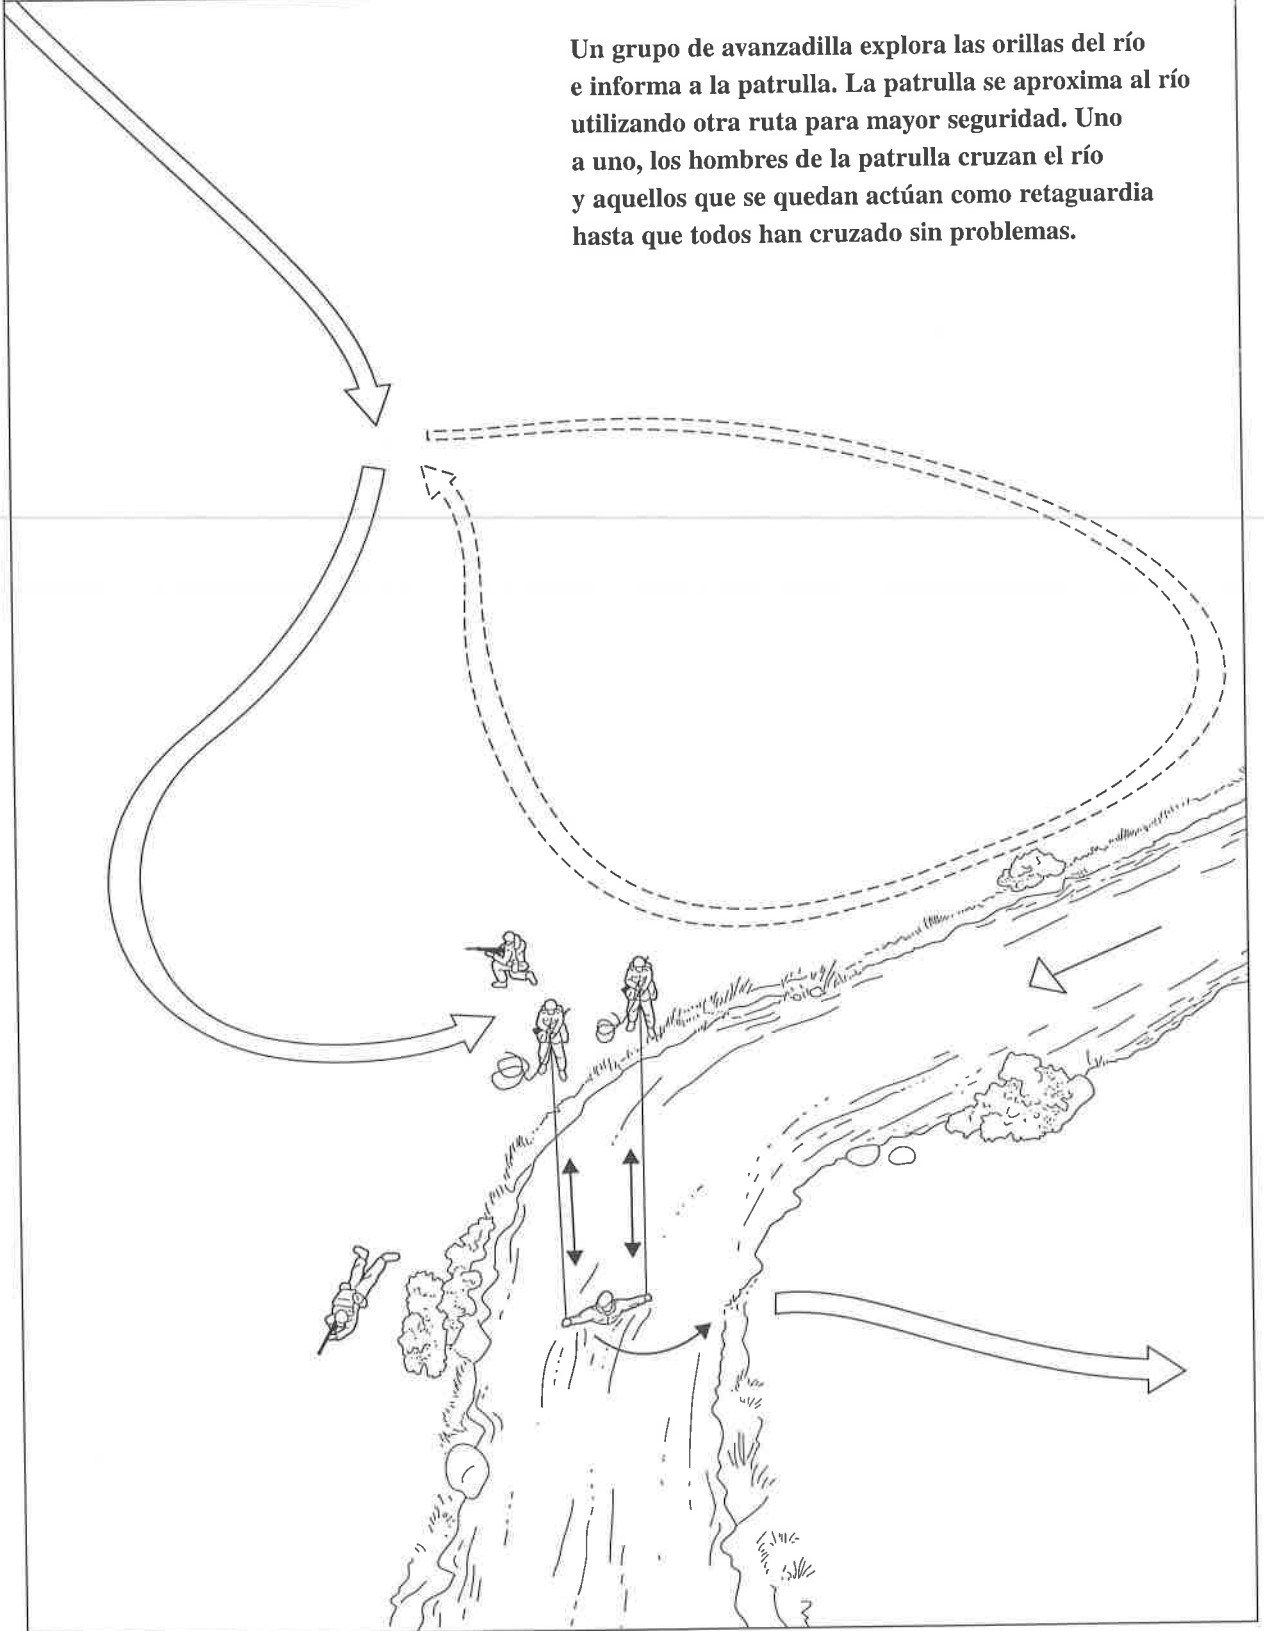 Un grupo de avanzadilla explora las orillas del río
e informa a la patrulla. La patrulla se aproxima al río
utilizando otra ruta para mayor seguridad. Uno
a uno, los hombres de la patrulla cruzan el río
y aquellos que se quedan actúan como retaguardia
hasta que todos han cruzado sin problemas.